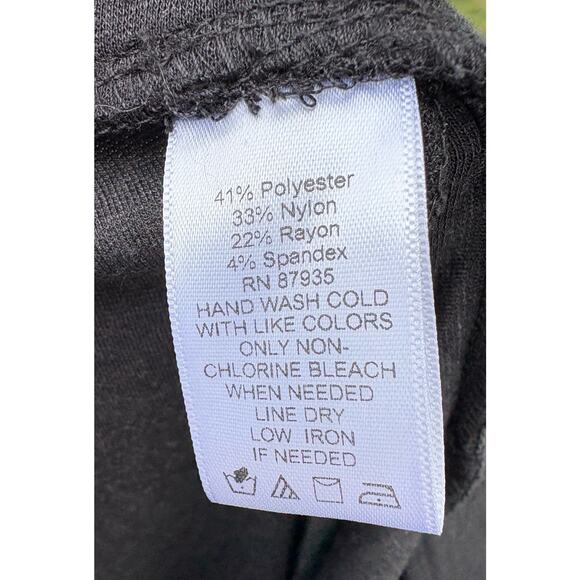 41% Polyester
33% Nylon
22% Rayon
4% Spandex
RN 87935
HAND WASH COLD
WITH LIKE COLORS
ONLY NON-
CHLORINE BLEACH
WHEN NEEDED
LINE DRY
LOW IRON
IF NEEDED